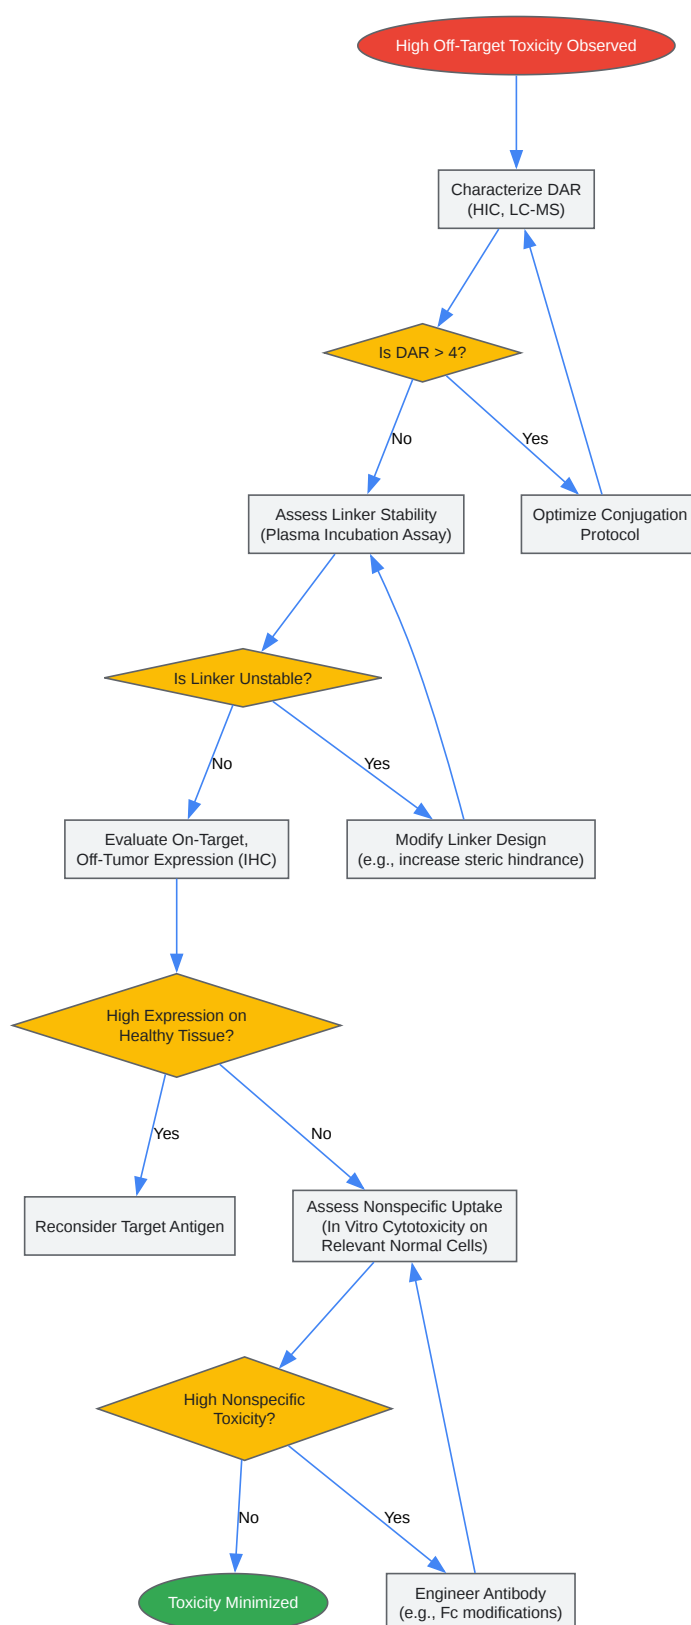 High Off-Target Toxicity Observed
Characterize DAR
(HIC, LC-MS)
Is DAR > 4?
No
Yes
Assess Linker Stability
(Plasma Incubation Assay)
Optimize Conjugation
Protocol
Is Linker Unstable?
No
Yes
Evaluate On-Target,
Off-Tumor Expression (IHC)
Modify Linker Design
(e.g., increase steric hindrance)
High Expression on
Healthy Tissue?
Yes
No
Reconsider Target Antigen
Assess Nonspecific Uptake
(In Vitro Cytotoxicity on
Relevant Normal Cells)
High Nonspecific
Toxicity?
No
Yes
Toxicity Minimized
Engineer Antibody
(e.g., Fc modifications)